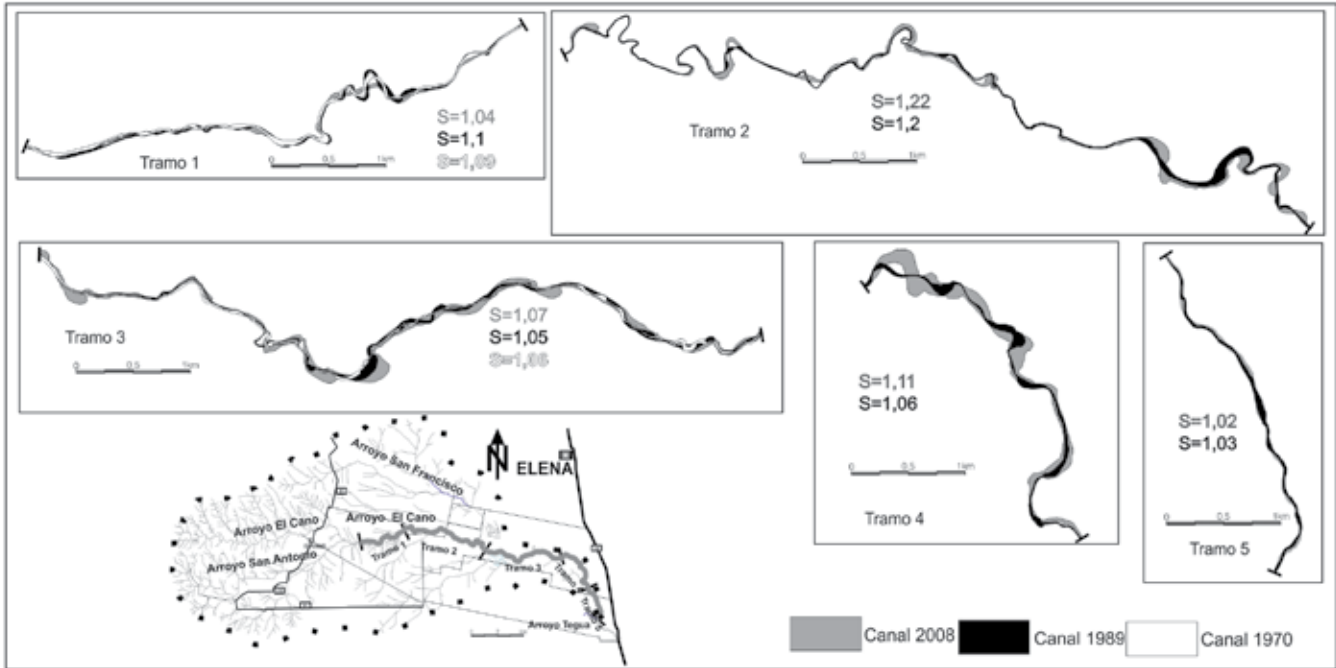 S=1,04
S=1,1
S=1,09
Tramo 1
0 0.5 1km
S=1,22
S=1,2
Tramo 2
0 0.5 1km
S=1,07
S=1,05
S=1,06
Tramo 3
0 0.5 1km
S=1,11
S=1,06
0 0.5 1km
Tramo 4
S=1,02
S=1,03
0 0.5 1km
Tramo 5
N
ELENA
Arroyo San Francisco
Arroyo El Cano
Arroyo El Cano
Arroyo San Antonio
Tramo 1
Tramo 2
Tramo 3
Arroyo Tegua
Canal 2008
Canal 1989
Canal 1970